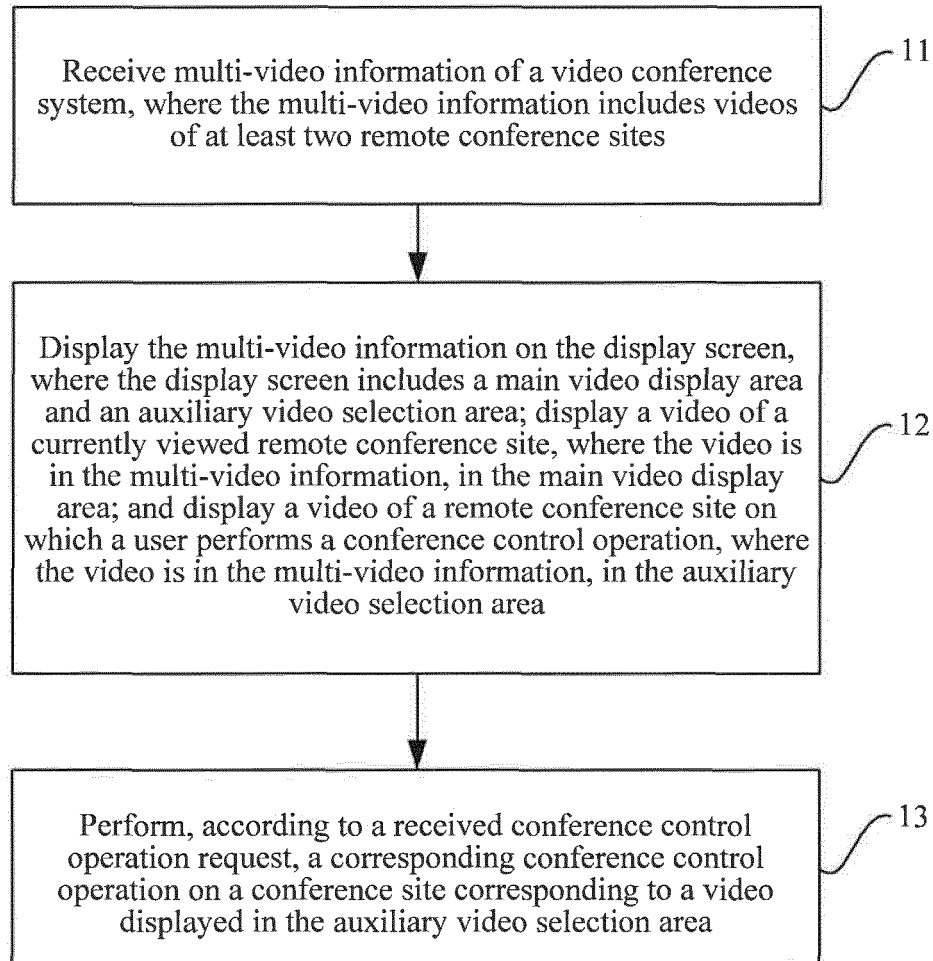 Receive multi-video information of a video conference
system, where the multi-video information includes videos
of at least two remote conference sites
11
Display the multi-video information on the display screen,
where the display screen includes a main video display area
and an auxiliary video selection area; display a video of a
currently viewed remote conference site, where the video is
in the multi-video information, in the main video display
area; and display a video of a remote conference site on
which a user performs a conference control operation, where
the video is in the multi-video information, in the auxiliary
video selection area
12
Perform, according to a received conference control
operation request, a corresponding conference control
operation on a conference site corresponding to a video
displayed in the auxiliary video selection area
13